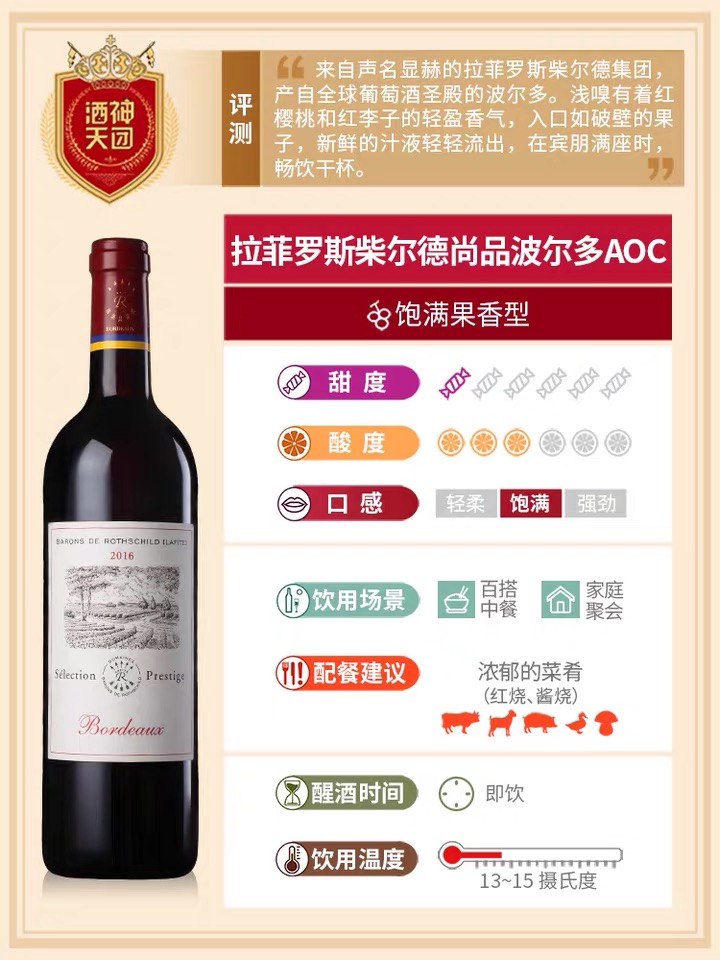 酒神
天团
评测
“ 来自声名显赫的拉菲罗斯柴尔德集团，
产自全球葡萄酒圣殿的波尔多。浅嗅有着红
樱桃和红李子的轻盈香气，入口如破壁的果
子，新鲜的汁液轻轻流出，在宾朋满座时，
畅饮干杯。”
拉菲罗斯柴尔德尚品波尔多AOC
饱满果香型
甜度
酸度
口感 轻柔 饱满 强劲
饮用场景 百搭中餐 家庭聚会
配餐建议 浓郁的菜肴
（红烧、酱烧）
醒酒时间 即饮
饮用温度
13~15 摄氏度
BORDEAUX
BARONS DE ROTHSCHILD (LAFITE)
2016
Sélection Prestige
Bordeaux